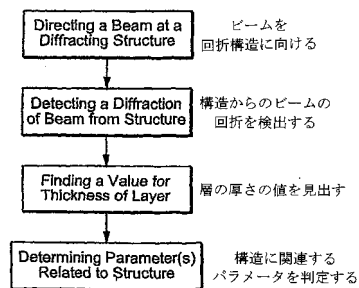 Directing a Beam at a
Diffracting Structure
ビームを
回折構造に向ける
Detecting a Diffraction
of Beam from Structure
構造からのビームの
回折を検出する
Finding a Value for
Thickness of Layer
層の厚さの値を見出す
Determining Parameter(s)
Related to Structure
構造に関連する
パラメータを判定する